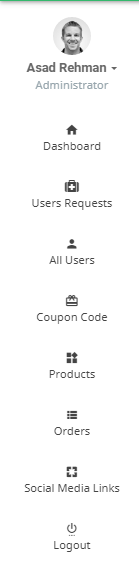 Asad Rehman
Administrator
Dashboard
Users Requests
All Users
Coupon Code
Products
Orders
Social Media Links
Logout